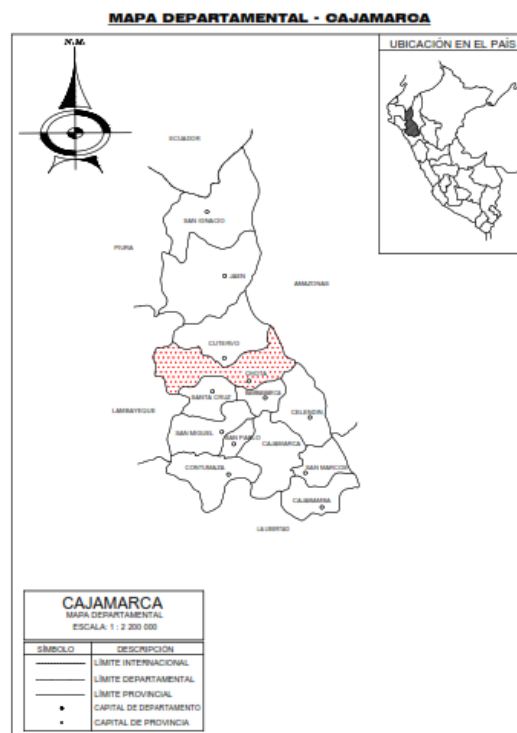 MAPA DEPARTAMENTAL - CAJAMARCA
N.M.
UBICACIÓN EN EL PAÍS
ECUADOR
SAN IGNACIO
PIURA
JAEN
AMAZONAS
CUTERVO
CHOTA
SANTA CRUZ
LAMBAYEQUE
CELENDIN
SAN MIGUEL
SAN PABLO
CAJAMARCA
CONTUMAZA
SAN MARCOS
CAJABAMBA
LA LIBERTAD
CAJAMARCA
MAPA DEPARTAMENTAL
ESCALA: 1 : 2 200 000
SÍMBOLO DESCRIPCIÓN
LÍMITE INTERNACIONAL
LÍMITE DEPARTAMENTAL
LÍMITE PROVINCIAL
CAPITAL DE DEPARTAMENTO
CAPITAL DE PROVINCIA